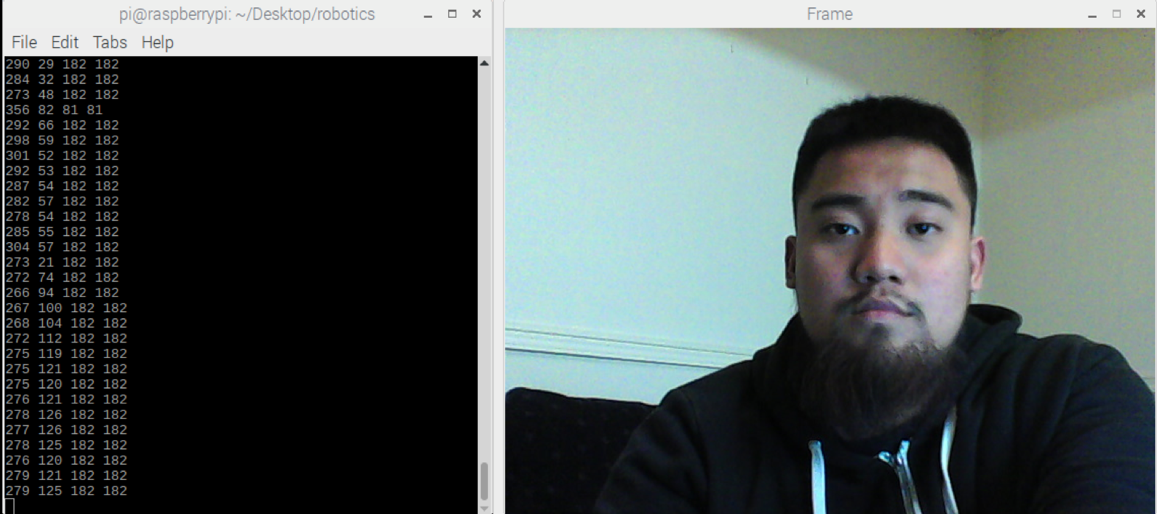 pi@raspberrypi: ~/Desktop/robotics
File Edit Tabs Help
290 29 182 182
284 32 182 182
273 48 182 182
356 82 81 81
292 66 182 182
298 59 182 182
301 52 182 182
292 53 182 182
287 54 182 182
282 57 182 182
278 54 182 182
285 55 182 182
304 57 182 182
273 21 182 182
272 74 182 182
266 94 182 182
267 100 182 182
268 104 182 182
272 112 182 182
275 119 182 182
275 121 182 182
275 120 182 182
276 121 182 182
278 126 182 182
277 126 182 182
278 125 182 182
276 120 182 182
279 121 182 182
279 125 182 182
Frame